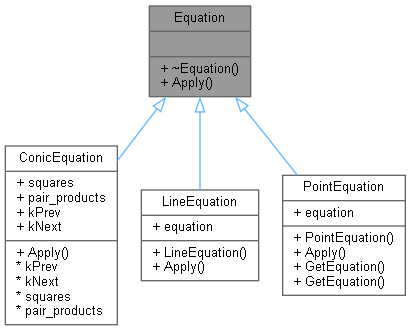 Equation
+ ~Equation()
+ Apply()
ConicEquation
+ squares
+ pair_products
+ kPrev
+ kNext
+ Apply()
* kPrev
* kNext
* squares
* pair_products
LineEquation
+ equation
+ LineEquation()
+ Apply()
PointEquation
+ equation
+ PointEquation()
+ Apply()
+ GetEquation()
+ GetEquation()